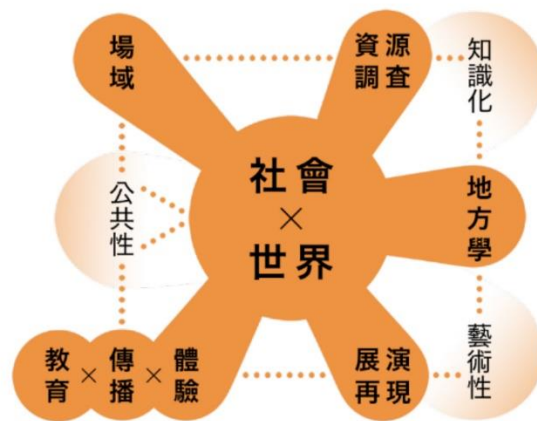 場域
資源
調查
知識化
社會
×
世界
公共性
地方學
教育×傳播×體驗
展演
再現
藝術性